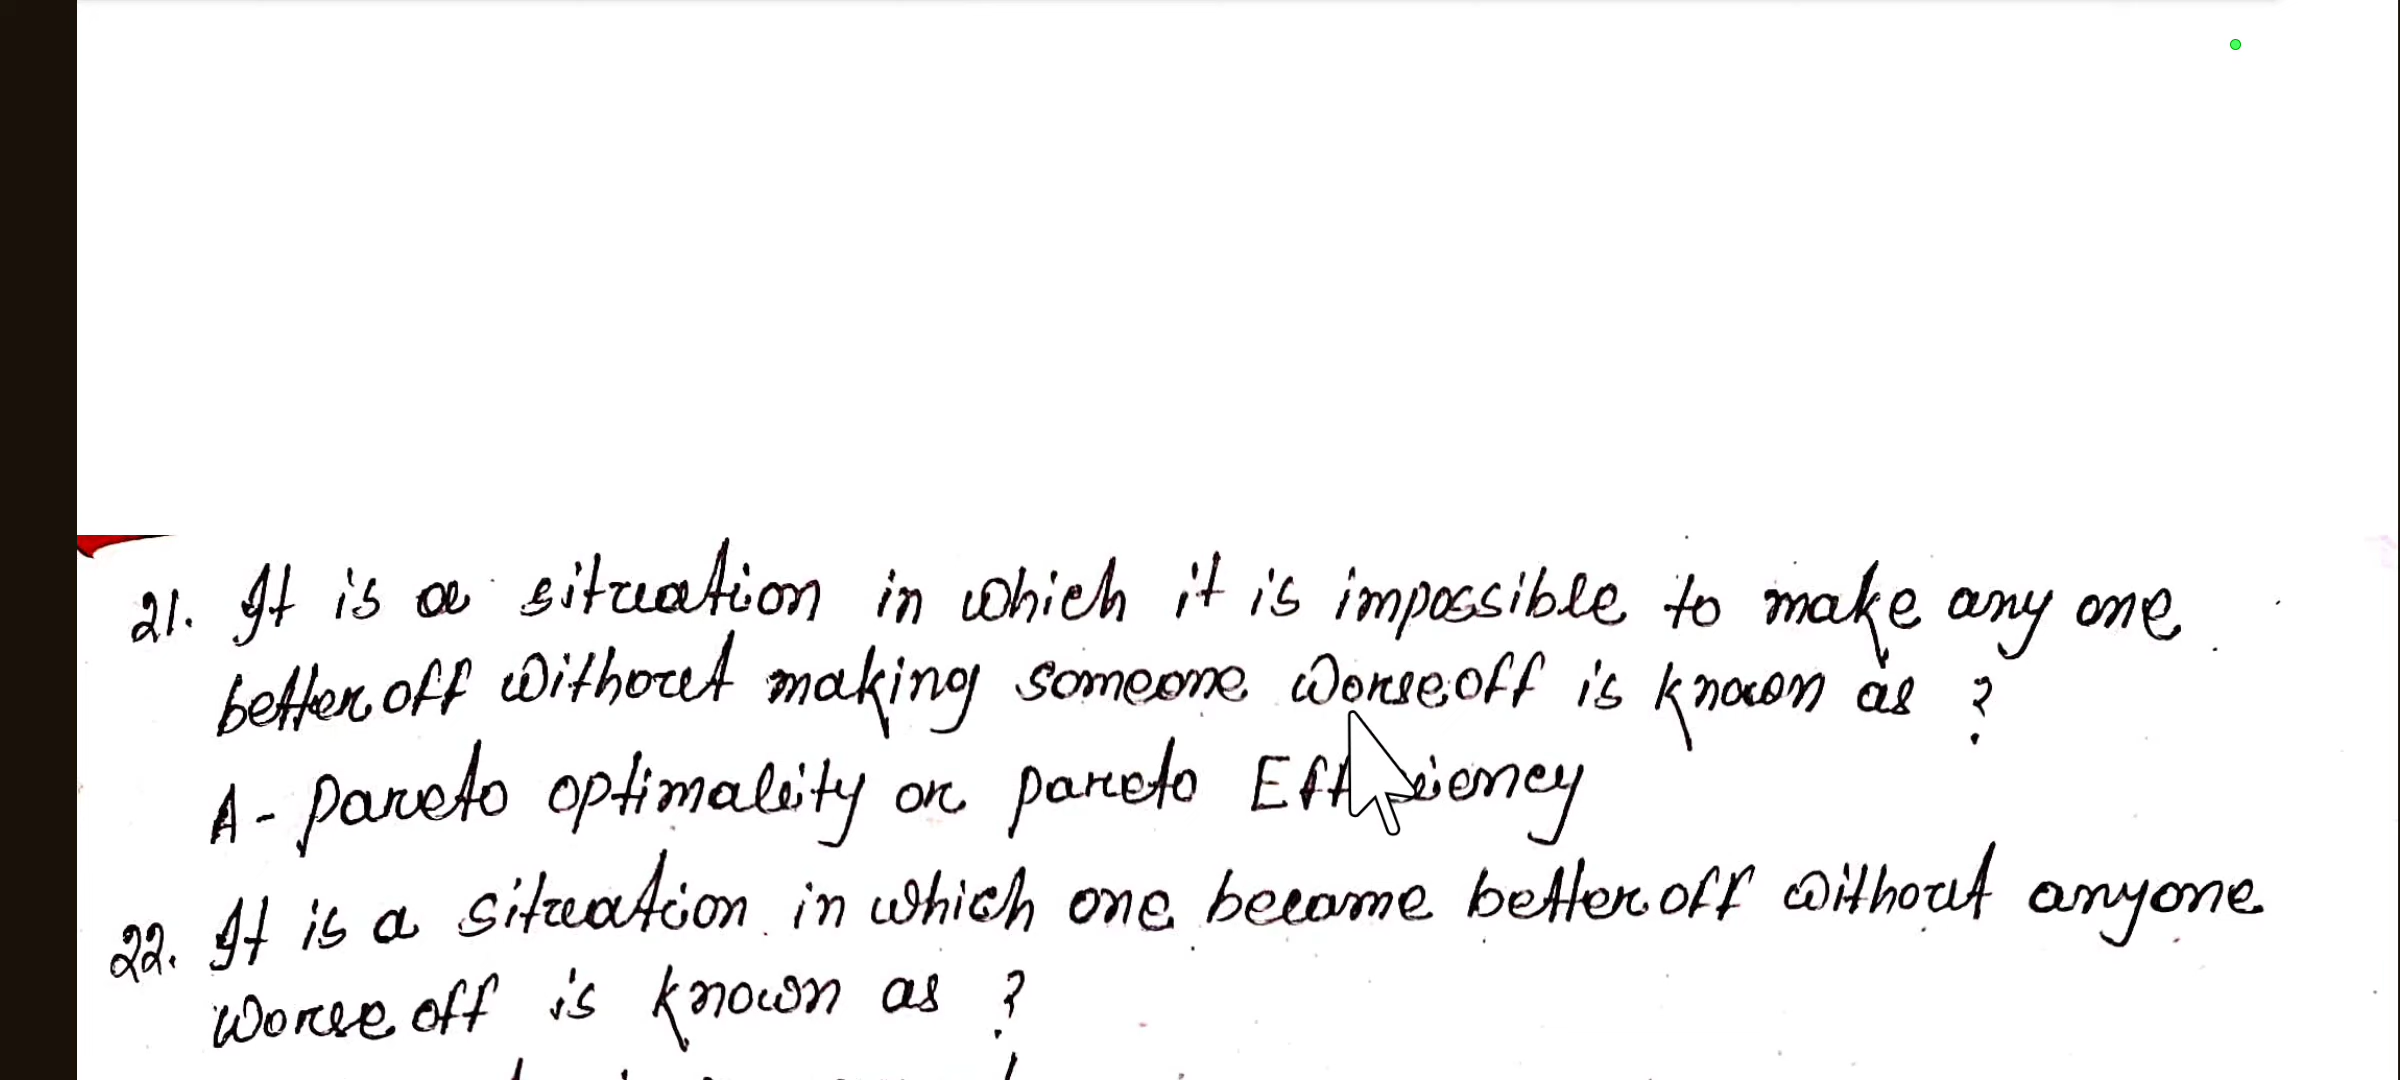 21. It is a situation in which it is impossible to make any one
better off without making someone worse off is known as ?
A - Pareto optimality or pareto Efficiency
22. It is a situation in which one became better off without anyone
worse off is known as ?